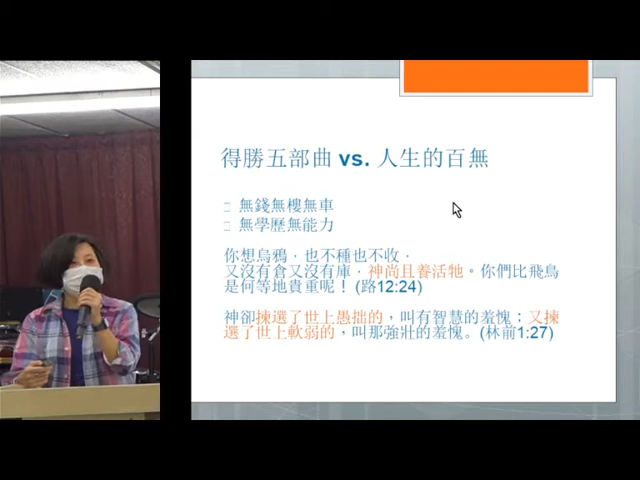 得勝五部曲 vs. 人生的百無
無錢無樓無車
無學歷無能力
你想烏鴉，也不種也不收，
又沒有倉又沒有庫，神尚且養活牠。你們比飛鳥
是何等地貴重呢！(路12:24)
神卻揀選了世上愚拙的，叫有智慧的羞愧；又揀
選了世上軟弱的，叫那強壯的羞愧。(林前1:27)